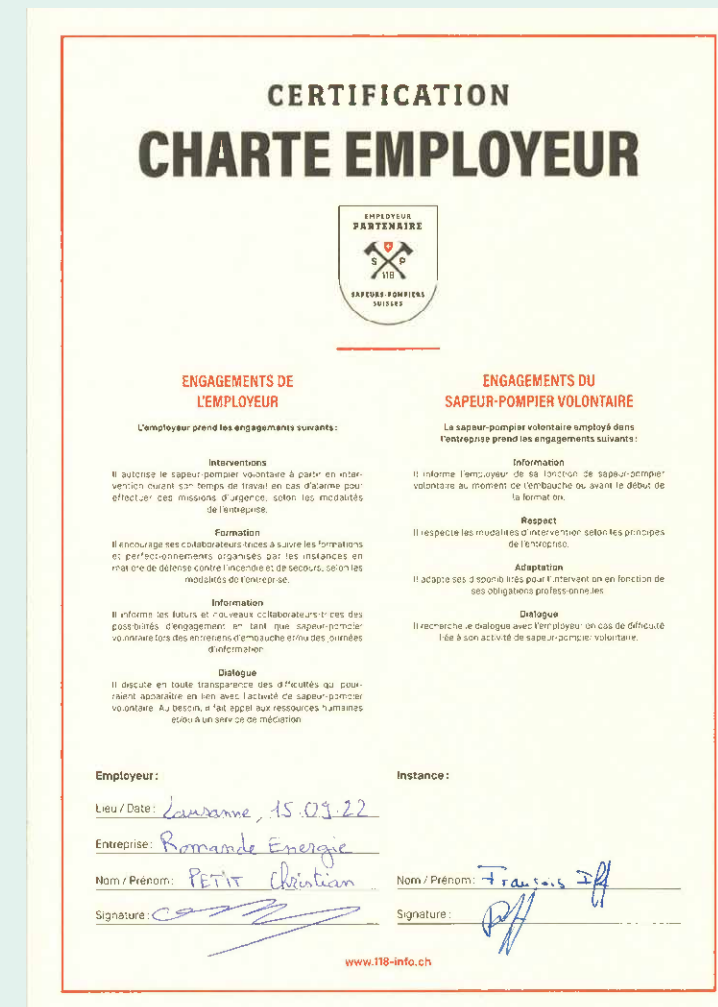 CERTIFICATION
CHARTE EMPLOYEUR
EMPLOYEUR
PARTENAIRE
S P
118
SAPEURS-POMPIERS
SUISSES
ENGAGEMENTS DE
L'EMPLOYEUR
L'employeur prend les engagements suivants:
Interventions
Il autorise le sapeur-pompier volontaire à partir en inter-
vention durant son temps de travail en cas d'alarme pour
effectuer des missions d'urgence, selon les modalités
de l'entreprise.
Formation
Il encourage ses collaborateurs-trices à suivre les formations
et perfectionnements organisés par les instances en
matière de défense contre l'incendie et de secours, selon les
modalités de l'entreprise.
Information
Il informe les futurs et nouveaux collaborateurs-trices des
possibilités d'engagement en tant que sapeur-pompier
volontaire lors des entretiens d'embauche et/ou des journées
d'information.
Dialogue
Il discute en toute transparence des difficultés qui pour-
raient apparaître en lien avec l'activité de sapeur-pompier
volontaire. Au besoin, il fait appel aux ressources humaines
et/ou à un service de médiation.
ENGAGEMENTS DU
SAPEUR-POMPIER VOLONTAIRE
Le sapeur-pompier volontaire employé dans
l'entreprise prend les engagements suivants:
Information
Il informe l'employeur de sa fonction de sapeur-pompier
volontaire au moment de l'embauche ou avant le début de
la formation.
Respect
Il respecte les modalités d'intervention selon les principes
de l'entreprise.
Adaptation
Il adapte ses disponibilités pour l'intervention en fonction de
ses obligations professionnelles.
Dialogue
Il recherche le dialogue avec l'employeur en cas de difficulté
liée à son activité de sapeur-pompier volontaire.
Employeur:
Lieu / Date: Lausanne, 15.09.22
Entreprise: Romande Energie
Nom / Prénom: PETIT Christian
Signature:
Instance:
Nom / Prénom: François Iff
Signature:
www.118-info.ch